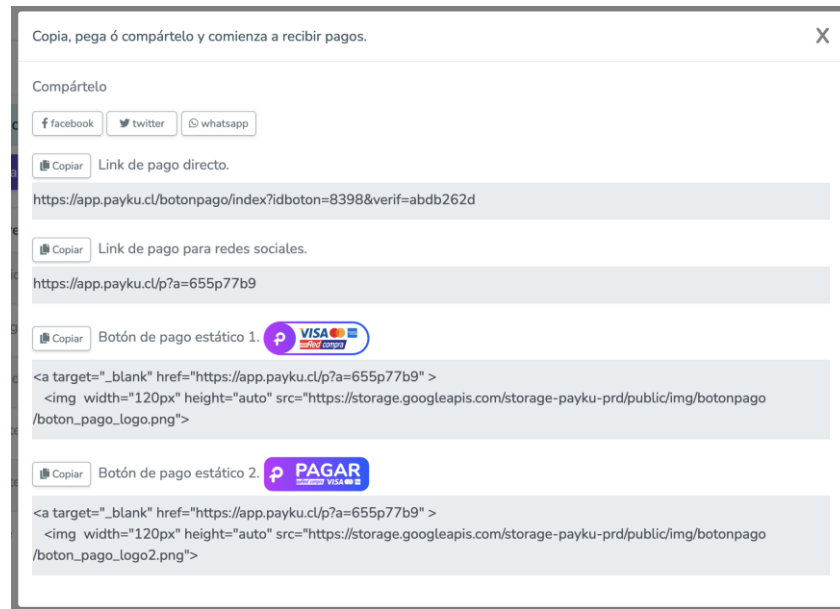 Copia, pega ó compártelo y comienza a recibir pagos.
X
Compártelo
facebook
twitter
whatsapp
Copiar Link de pago directo.
https://app.payku.cl/botonpago/index?idboton=8398&verif=abdb262d
Copiar Link de pago para redes sociales.
https://app.payku.cl/p?a=655p77b9
Copiar Botón de pago estático 1. VISA
RedCompra
<a target="_blank" href="https://app.payku.cl/p?a=655p77b9" >
<img width="120px" height="auto" src="https://storage.googleapis.com/storage-payku-prd/public/img/botonpago
/boton_pago_logo.png">
Copiar Botón de pago estático 2. PAGAR
VISA
<a target="_blank" href="https://app.payku.cl/p?a=655p77b9" >
<img width="120px" height="auto" src="https://storage.googleapis.com/storage-payku-prd/public/img/botonpago
/boton_pago_logo2.png">